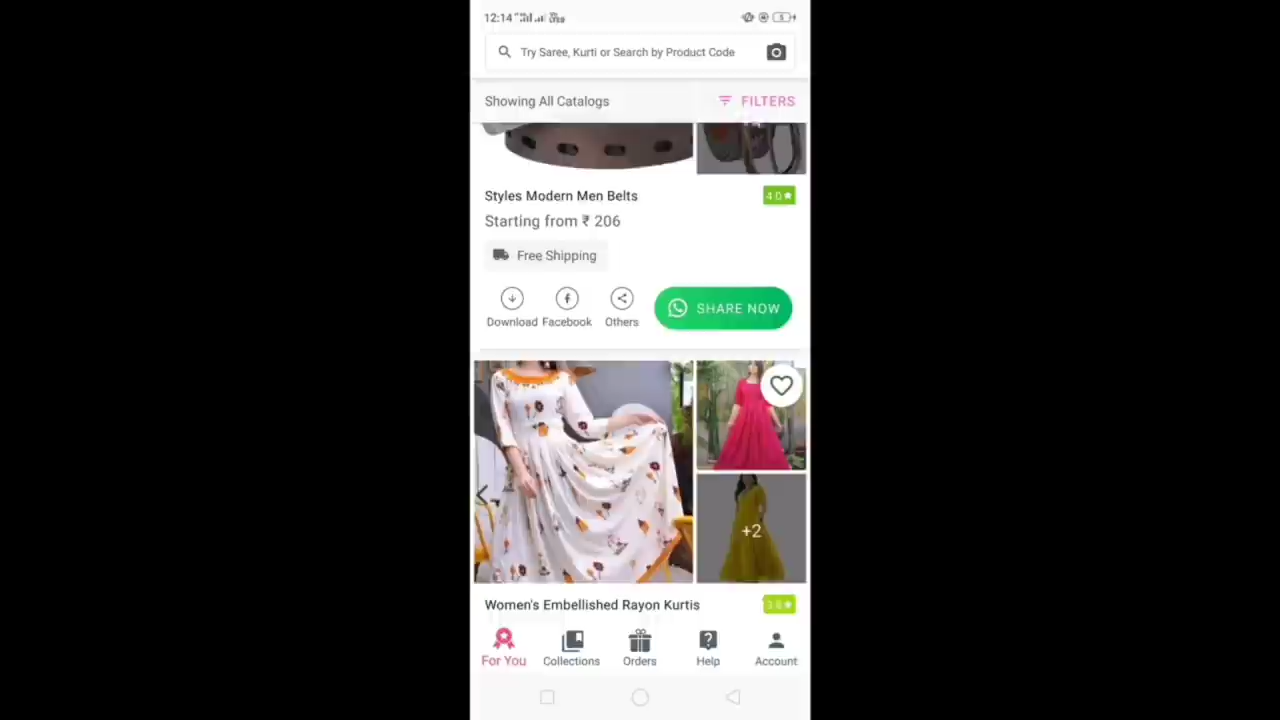 12:14
Try Saree, Kurti or Search by Product Code
Showing All Catalogs
FILTERS
Styles Modern Men Belts
4.0
Starting from ₹ 206
Free Shipping
Download Facebook Others
SHARE NOW
+2
Women's Embellished Rayon Kurtis
3.8
For You Collections Orders Help Account